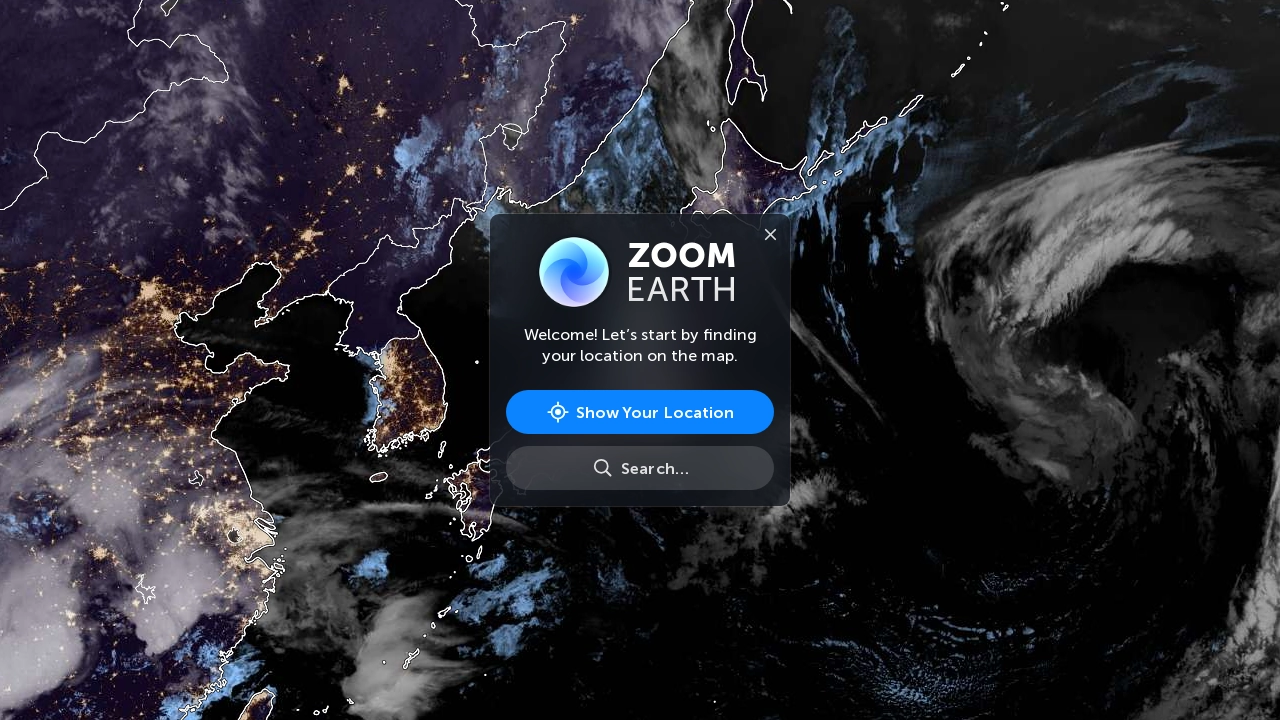 ZOOM
EARTH
Welcome! Let’s start by finding
your location on the map.
Show Your Location
Search…